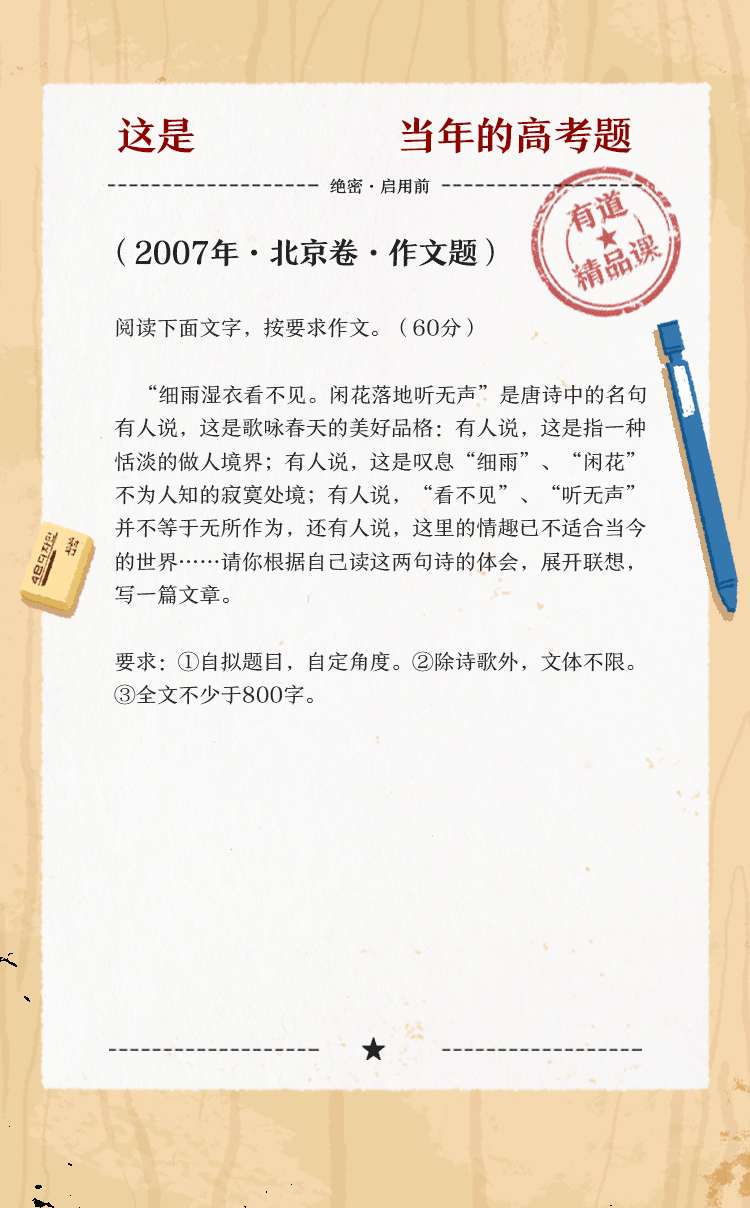 这是 当年的高考题
绝密·启用前
有道
精品课
(2007年·北京卷·作文题)
阅读下面文字，按要求作文。(60分)
“细雨湿衣看不见。闲花落地听无声”是唐诗中的名句
有人说，这是歌咏春天的美好品格：有人说，这是指一种
恬淡的做人境界；有人说，这是叹息“细雨”、“闲花”
不为人知的寂寞处境；有人说，“看不见”、“听无声”
并不等于无所作为，还有人说，这里的情趣已不适合当今
的世界……请你根据自己读这两句诗的体会，展开联想，
写一篇文章。
要求：①自拟题目，自定角度。②除诗歌外，文体不限。
③全文不少于800字。